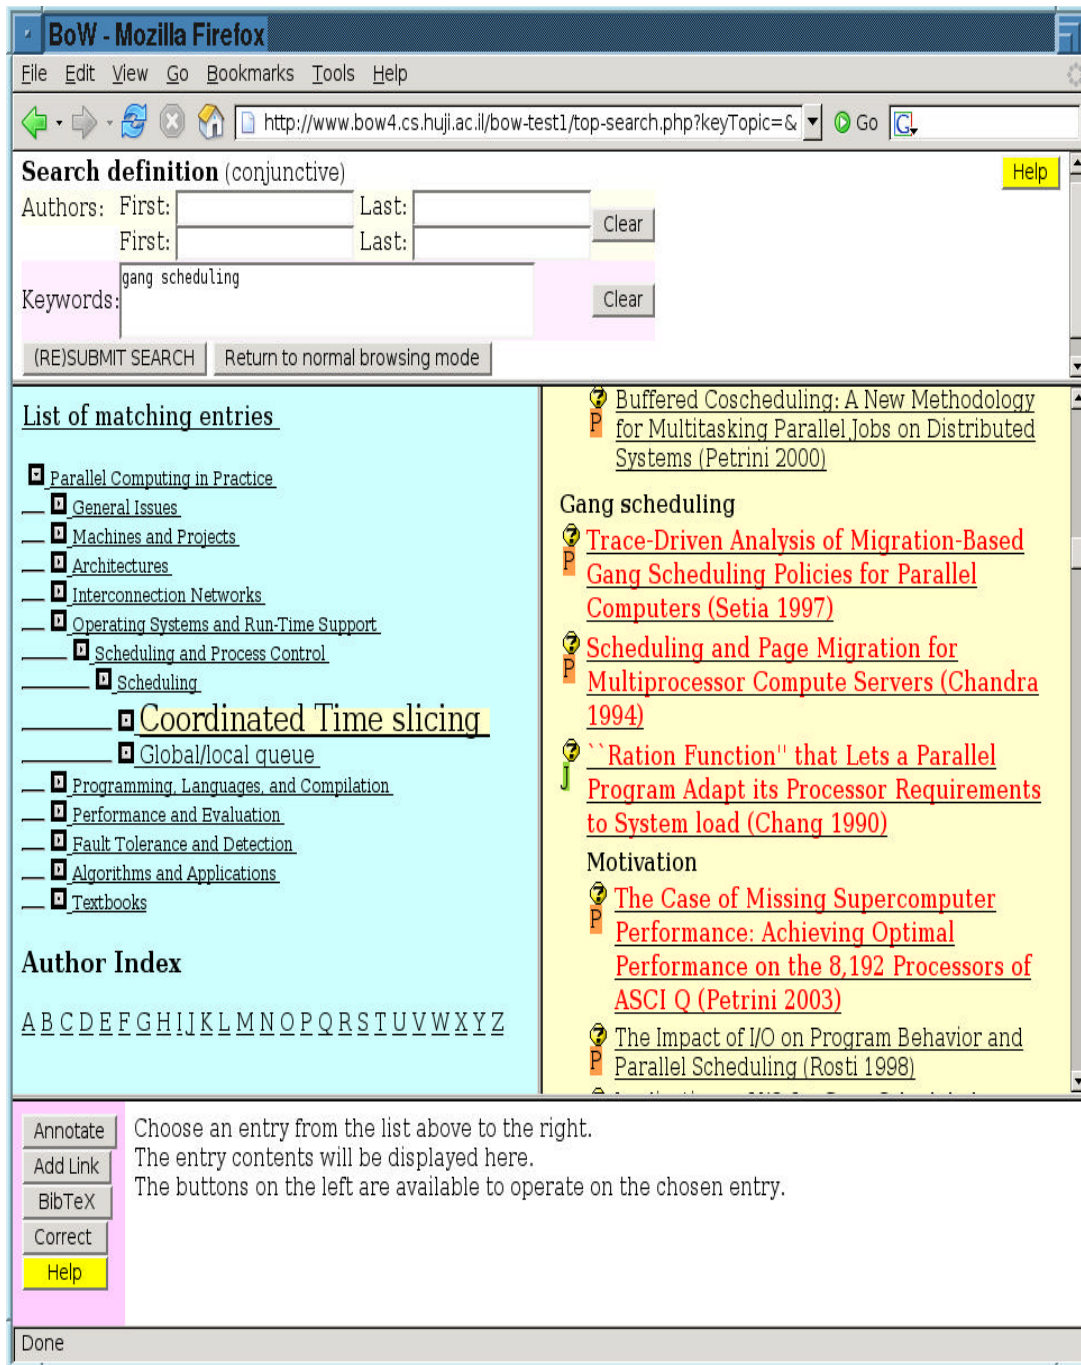 BoW - Mozilla Firefox
File Edit View Go Bookmarks Tools Help
http://www.bow4.cs.huji.ac.il/bow-test1/top-search.php?keyTopic=& Go G
Search definition (conjunctive) Help
Authors: First: Last: Clear
First: Last:
Keywords: gang scheduling Clear
(RE)SUBMIT SEARCH Return to normal browsing mode
List of matching entries
Parallel Computing in Practice
General Issues
Machines and Projects
Architectures
Interconnection Networks
Operating Systems and Run-Time Support
Scheduling and Process Control
Scheduling
Coordinated Time slicing
Global/local queue
Programming, Languages, and Compilation
Performance and Evaluation
Fault Tolerance and Detection
Algorithms and Applications
Textbooks
Author Index
A B C D E F G H I J K L M N O P Q R S T U V W X Y Z
? Buffered Coscheduling: A New Methodology
P for Multitasking Parallel Jobs on Distributed
Systems (Petrini 2000)
Gang scheduling
? Trace-Driven Analysis of Migration-Based
P Gang Scheduling Policies for Parallel
Computers (Setia 1997)
? Scheduling and Page Migration for
P Multiprocessor Compute Servers (Chandra
1994)
? ``Ration Function'' that Lets a Parallel
J Program Adapt its Processor Requirements
to System load (Chang 1990)
Motivation
? The Case of Missing Supercomputer
P Performance: Achieving Optimal
Performance on the 8,192 Processors of
ASCI Q (Petrini 2003)
? The Impact of I/O on Program Behavior and
P Parallel Scheduling (Rosti 1998)
Annotate
Add Link
BibTeX
Correct
Help
Choose an entry from the list above to the right.
The entry contents will be displayed here.
The buttons on the left are available to operate on the chosen entry.
Done